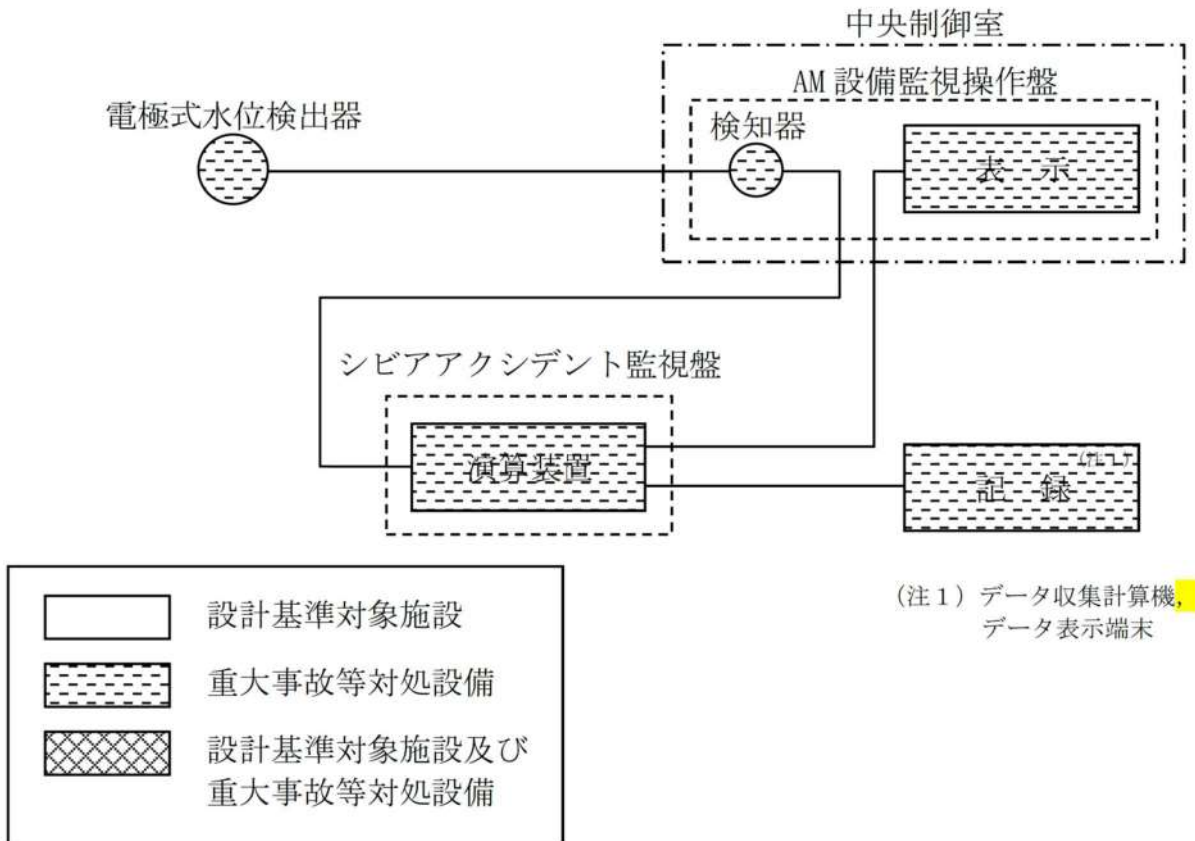 中央制御室
AM 設備監視操作盤
電極式水位検出器
検知器
表　示
シビアアクシデント監視盤
演算装置
(注１)
記　録
(注１) データ収集計算機,
データ表示端末
設計基準対象施設
重大事故等対処設備
設計基準対象施設及び
重大事故等対処設備